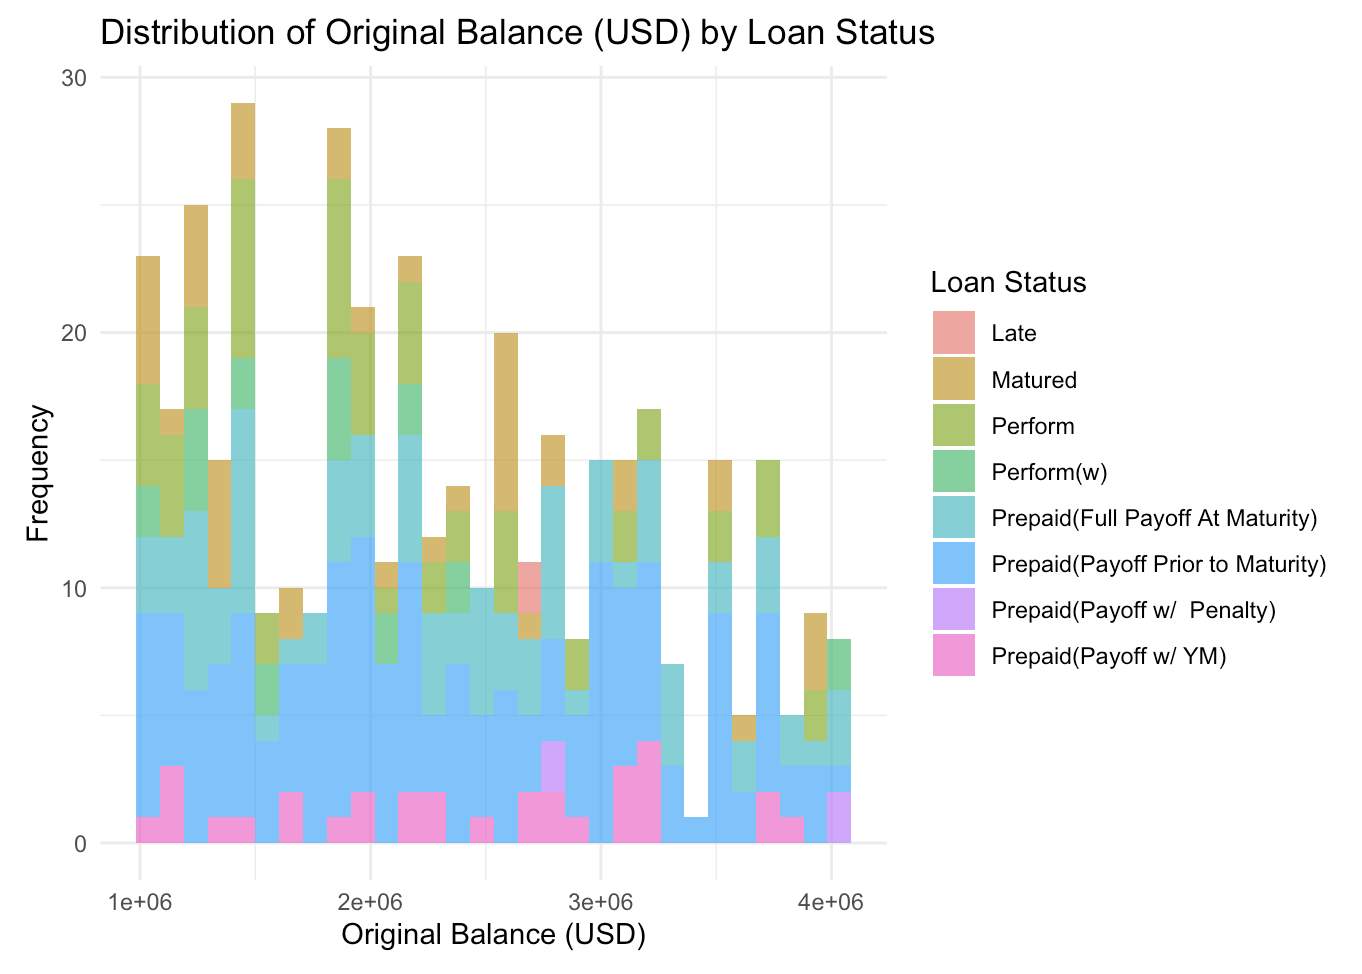 Distribution of Original Balance (USD) by Loan Status
30
20
10
0
Frequency
1e+06 2e+06 3e+06 4e+06
Original Balance (USD)
Loan Status
Late
Matured
Perform
Perform(w)
Prepaid(Full Payoff At Maturity)
Prepaid(Payoff Prior to Maturity)
Prepaid(Payoff w/  Penalty)
Prepaid(Payoff w/ YM)